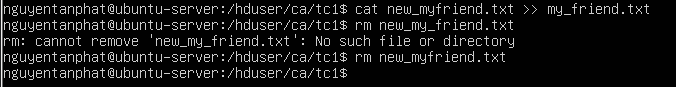 nguyentanphat@ubuntu-server:/hduser/ca/tc1$ cat new_myfriend.txt >> my_friend.txt
nguyentanphat@ubuntu-server:/hduser/ca/tc1$ rm new_my_friend.txt
rm: cannot remove 'new_my_friend.txt': No such file or directory
nguyentanphat@ubuntu-server:/hduser/ca/tc1$ rm new_myfriend.txt
nguyentanphat@ubuntu-server:/hduser/ca/tc1$